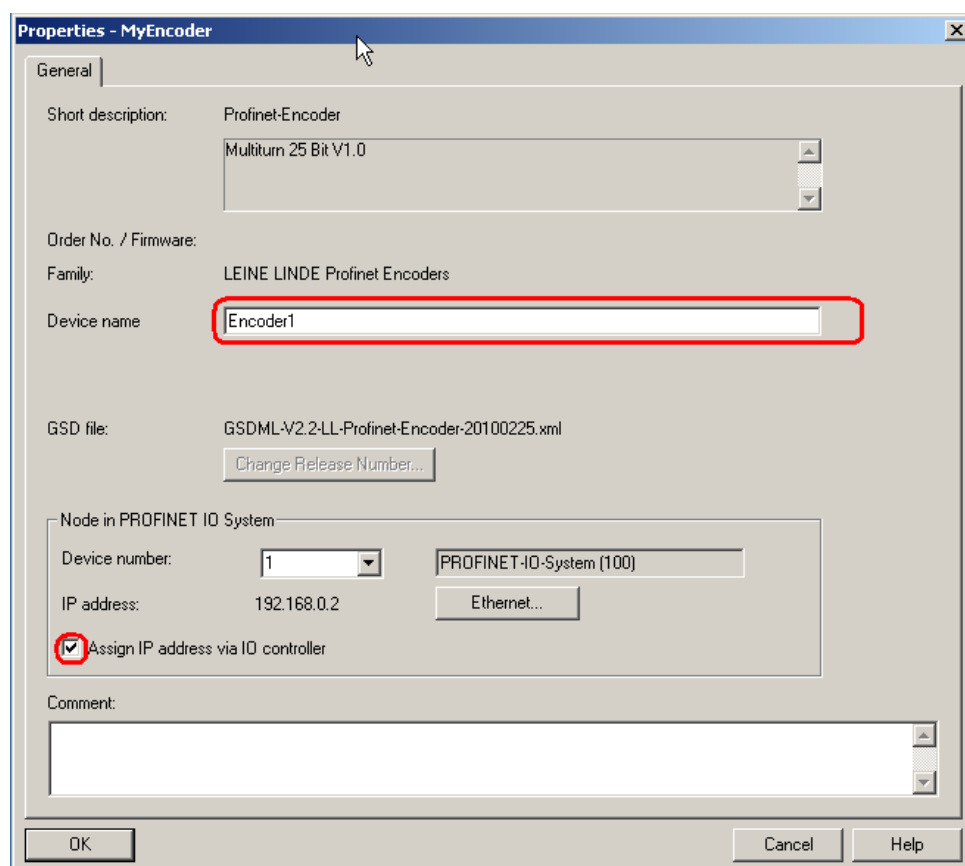 Properties - MyEncoder
General
Short description: Profinet-Encoder
Multiturn 25 Bit V1.0
Order No. / Firmware:
Family: LEINE LINDE Profinet Encoders
Device name Encoder1
GSD file: GSDML-V2.2-LL-Profinet-Encoder-20100225.xml
Change Release Number...
Node in PROFINET IO System
Device number: 1 PROFINET-IO-System (100)
IP address: 192.168.0.2 Ethernet...
Assign IP address via IO controller
Comment:
OK Cancel Help